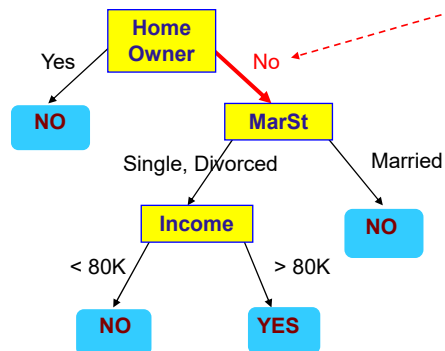 Home
Owner
Yes
No
NO
MarSt
Single, Divorced
Married
Income
NO
< 80K
> 80K
NO
YES